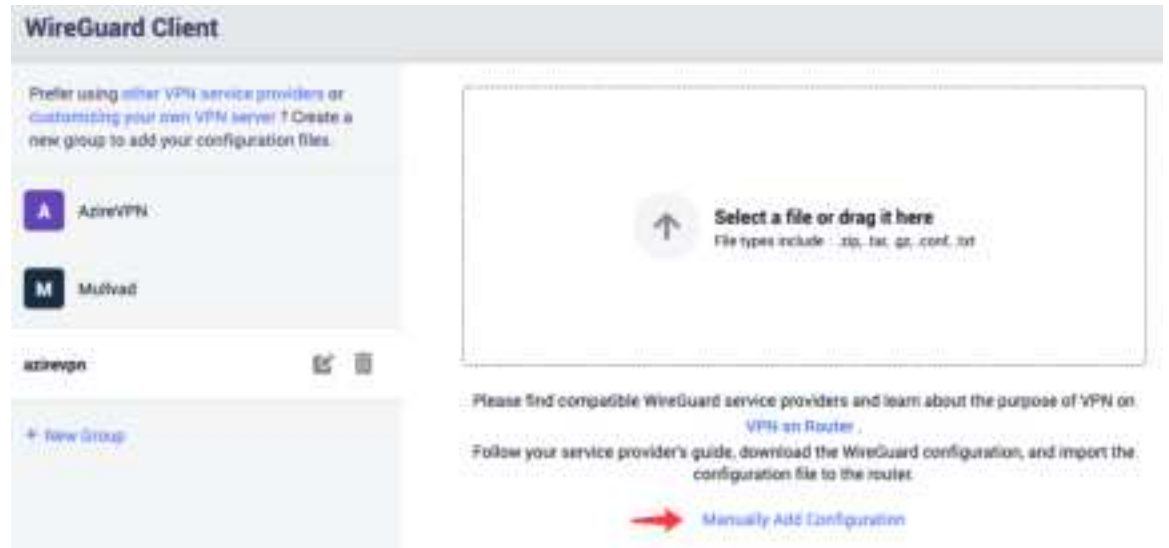 WireGuard Client
Prefer using other VPN service providers or
customizing your own VPN server ? Create a
new group to add your configuration files.
A AzireVPN
M Mullvad
azirevpn
+ New Group
Select a file or drag it here
File types include : .zip, .tar, .gz, .conf, .txt
Please find compatible WireGuard service providers and learn about the purpose of VPN on
VPN on Router .
Follow your service provider's guide, download the WireGuard configuration, and import the
configuration file to the router.
Manually Add Configuration